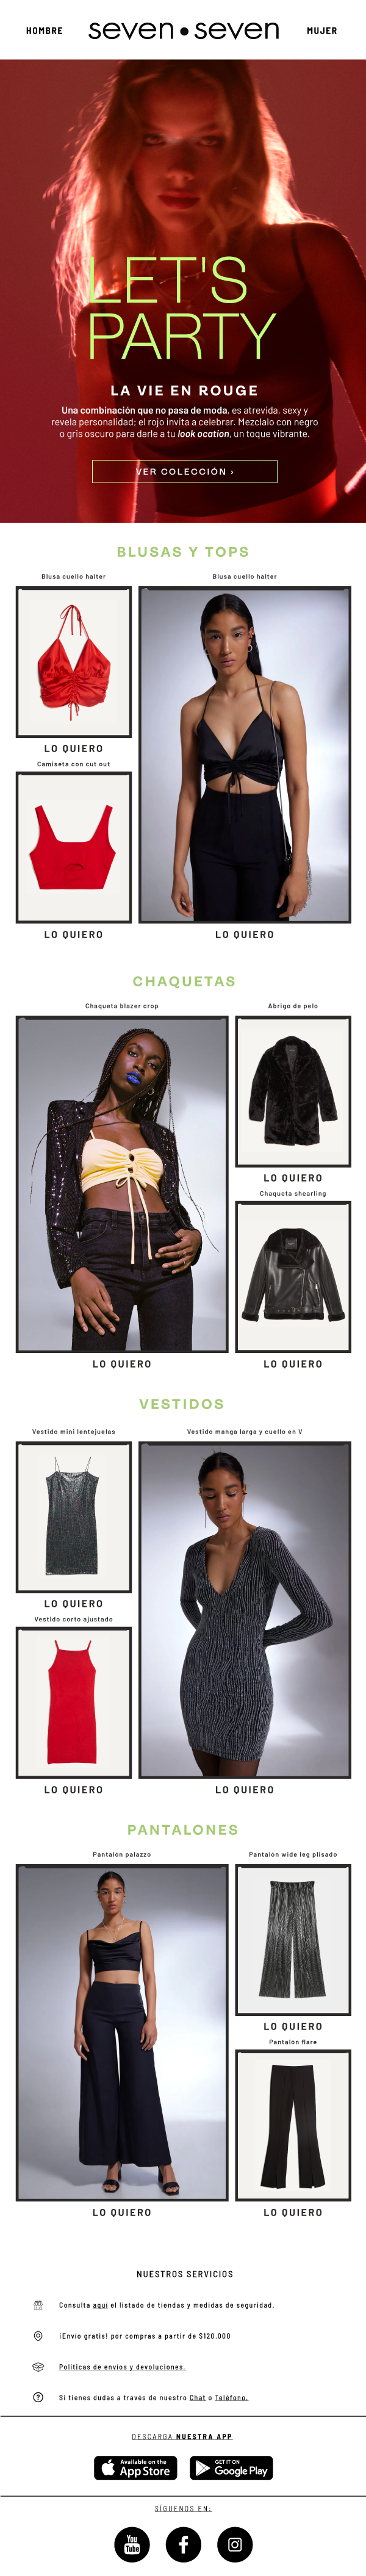 HOMBRE
seven•seven
MUJER
LET'S
PARTY
LA VIE EN ROUGE
Una combinación que no pasa de moda, es atrevida, sexy y
revela personalidad; el rojo invita a celebrar. Mezclalo con negro
o gris oscuro para darle a tu look ocation, un toque vibrante.
VER COLECCIÓN ›
BLUSAS Y TOPS
Blusa cuello halter
Blusa cuello halter
LO QUIERO
Camiseta con cut out
LO QUIERO
LO QUIERO
CHAQUETAS
Chaqueta blazer crop
Abrigo de pelo
LO QUIERO
Chaqueta shearling
LO QUIERO
LO QUIERO
VESTIDOS
Vestido mini lentejuelas
Vestido manga larga y cuello en V
LO QUIERO
Vestido corto ajustado
LO QUIERO
LO QUIERO
PANTALONES
Pantalón palazzo
Pantalón wide leg plisado
LO QUIERO
Pantalón flare
LO QUIERO
LO QUIERO
NUESTROS SERVICIOS
Consulta aquí el listado de tiendas y medidas de seguridad.
¡Envío gratis! por compras a partir de $120.000
Políticas de envíos y devoluciones.
Si tienes dudas a través de nuestro Chat o Teléfono.
DESCARGA NUESTRA APP
Available on the
App Store
GET IT ON
Google Play
SÍGUENOS EN:
You
Tube